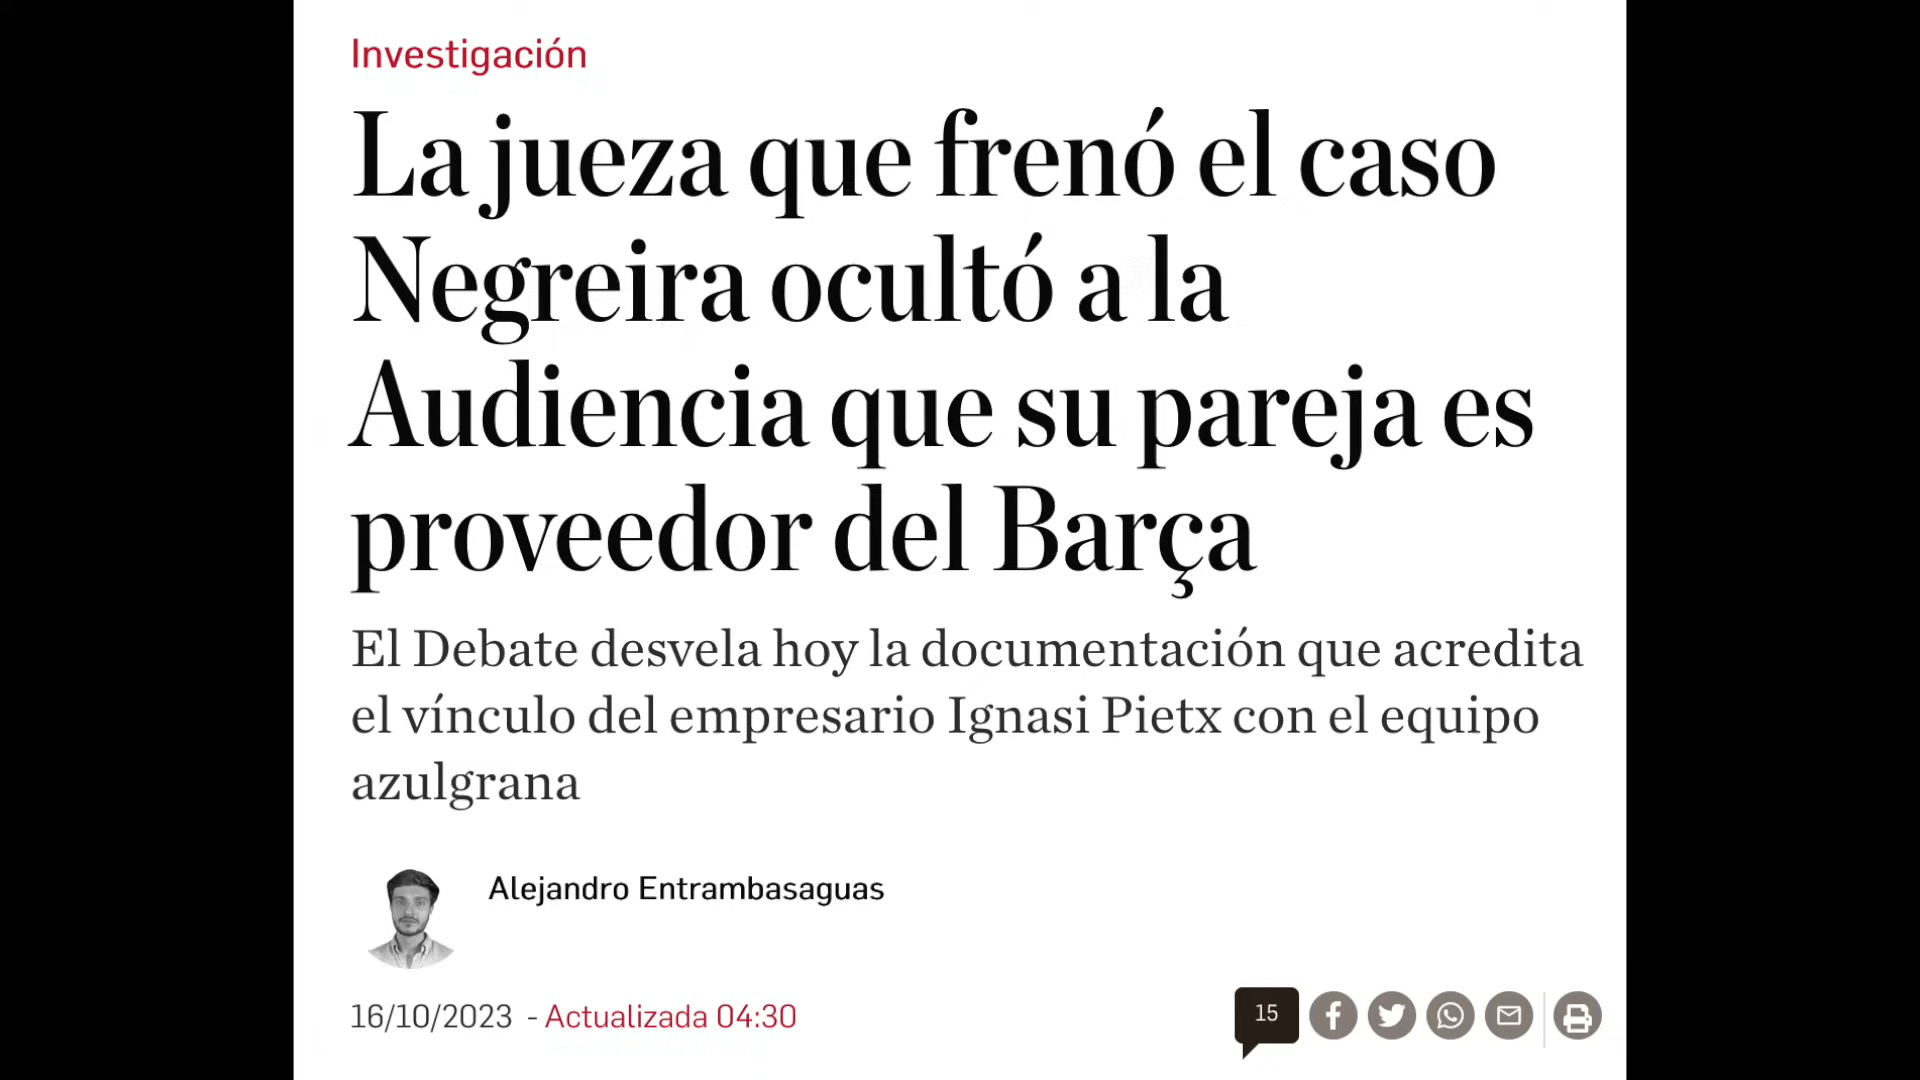 Investigación
La jueza que frenó el caso
Negreira ocultó a la
Audiencia que su pareja es
proveedor del Barça
El Debate desvela hoy la documentación que acredita
el vínculo del empresario Ignasi Pietx con el equipo
azulgrana
Alejandro Entrambasaguas
16/10/2023 - Actualizada 04:30
15